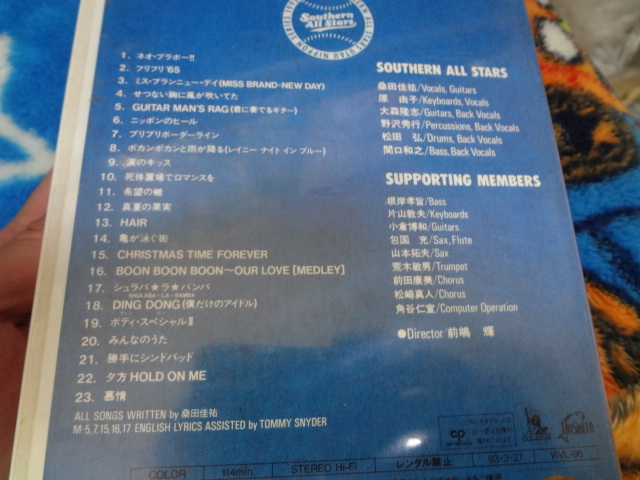 Southern
All Stars
1. ネオ・ブラボー!!
2. フリフリ'65
3. ミス・ブランニュー・デイ(MISS BRAND-NEW DAY)
4. せつない胸に風が吹いてた
5. GUITAR MAN'S RAG(君に奏でるギター)
6. ニッポンのヒール
7. ブリブリボーダーライン
8. ポカンポカンと雨が降る(レイニー ナイト イン ブルー)
9. 涙のキッス
10. 死体置場でロマンスを
11. 希望の轍
12. 真夏の果実
13. HAIR
14. 亀が泳ぐ街
15. CHRISTMAS TIME FOREVER
16. BOON BOON BOON〜OUR LOVE [MEDLEY]
17. シュラバ★ラ★バンバ
SHULABA-LA-BAMBA
18. DING DONG(僕だけのアイドル)
19. ボディ・スペシャルⅡ
20. みんなのうた
21. 勝手にシンドバッド
22. 夕方 HOLD ON ME
23. 慕情
ALL SONGS WRITTEN by 桑田佳祐
M-5,7,15,16,17 ENGLISH LYRICS ASSISTED by TOMMY SNYDER
SOUTHERN ALL STARS
桑田佳祐/Vocals, Guitars
原 由子/Keyboards, Vocals
大森隆志/Guitars, Back Vocals
野沢秀行/Percussions, Back Vocals
松田 弘/Drums, Back Vocals
関口和之/Bass, Back Vocals
SUPPORTING MEMBERS
根岸孝旨/Bass
片山敦夫/Keyboards
小倉博和/Guitars
包国 充/Sax, Flute
山本拓夫/Sax
荒木敏男/Trumpet
前田康美/Chorus
松崎真人/Chorus
角谷仁宣/Computer Operation
●Director 前嶋 輝
COLOR 114min. STEREO Hi-Fi レンタル禁止 93-3-27 VIVL-98